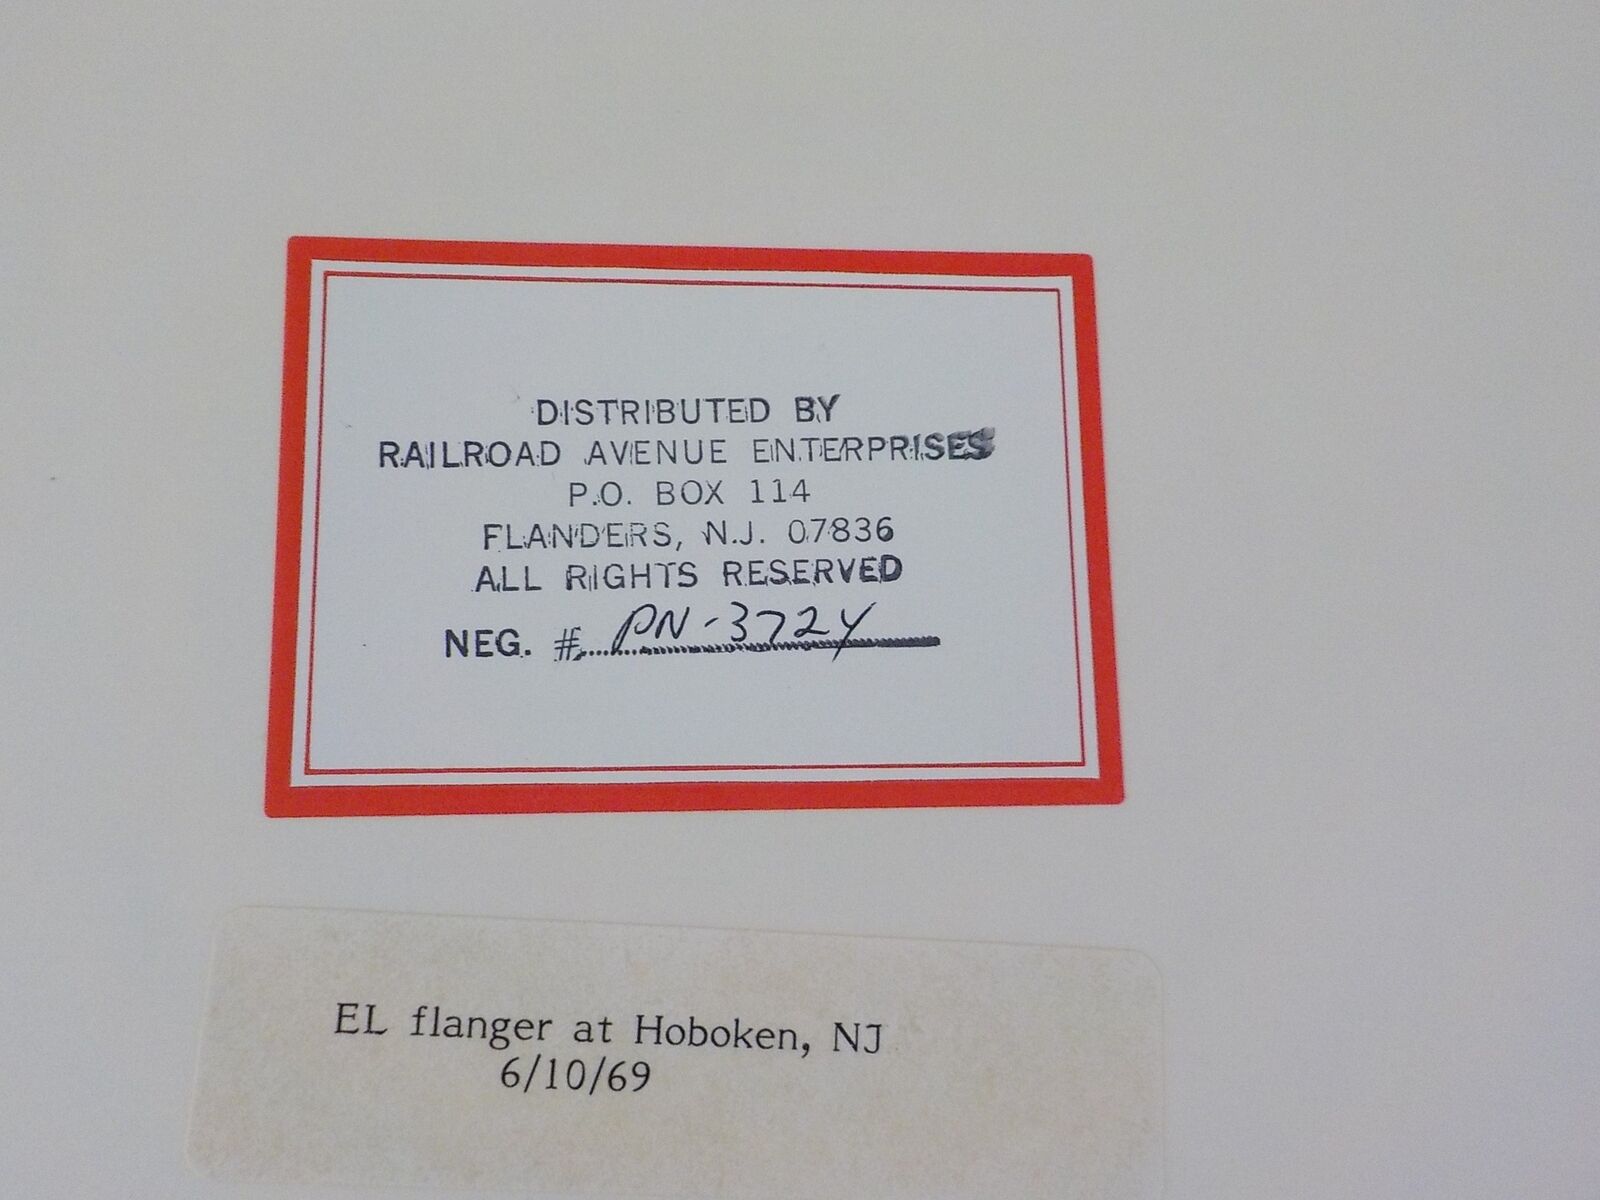 DISTRIBUTED BY
RAILROAD AVENUE ENTERPRISES
P.O. BOX 114
FLANDERS, N.J. 07836
ALL RIGHTS RESERVED
NEG. # PN-3724
EL flanger at Hoboken, NJ
6/10/69